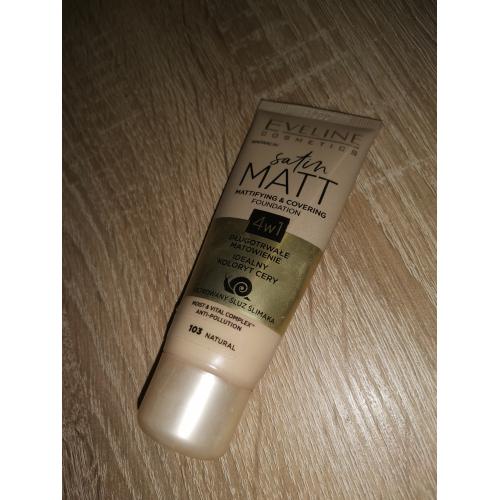 EVELINE
COSMETICS
satin
MATT
MATTIFYING & COVERING
FOUNDATION
4w1
DŁUGOTRWAŁE
MATOWIENIE
IDEALNY
KOLORYT CERY
ŚLUZ ŚLIMAKA
MOIST & VITAL COMPLEX™
ANTI-POLLUTION
103 NATURAL